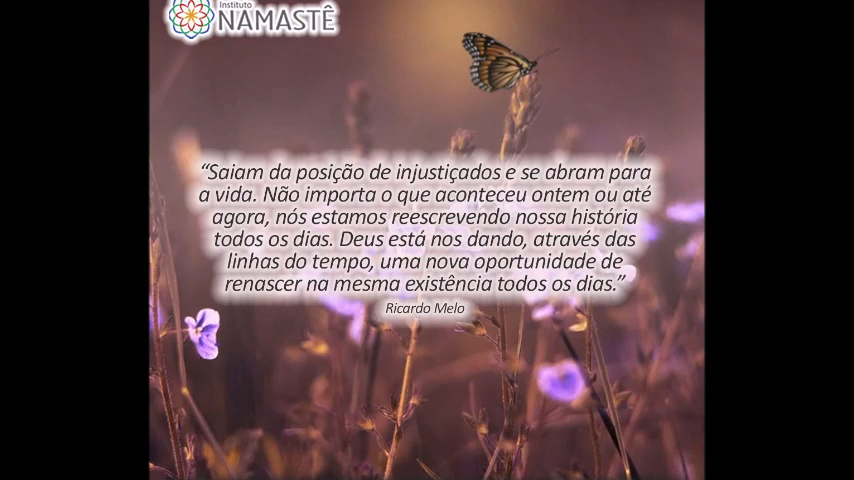 Instituto
NAMASTÊ
“Saiam da posição de injustiçados e se abram para
a vida. Não importa o que aconteceu ontem ou até
agora, nós estamos reescrevendo nossa história
todos os dias. Deus está nos dando, através das
linhas do tempo, uma nova oportunidade de
renascer na mesma existência todos os dias.”
Ricardo Melo